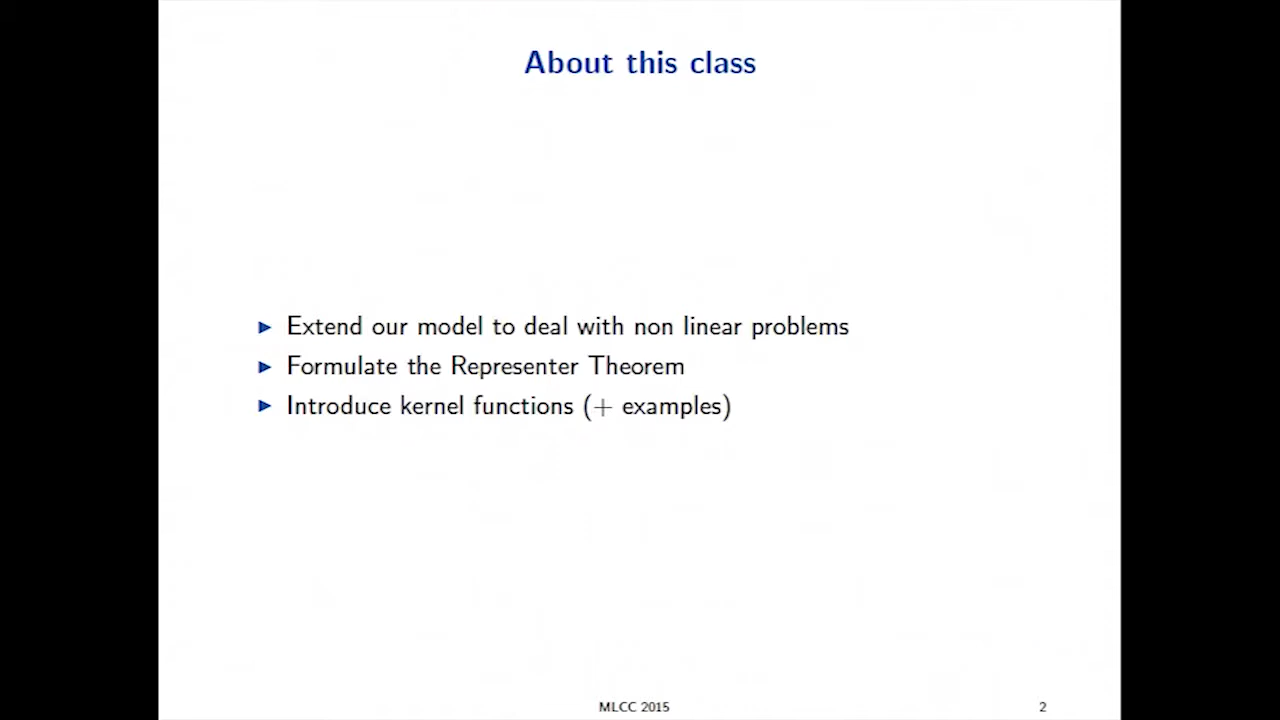 About this class
▶ Extend our model to deal with non linear problems
▶ Formulate the Representer Theorem
▶ Introduce kernel functions (+ examples)
MLCC 2015
2